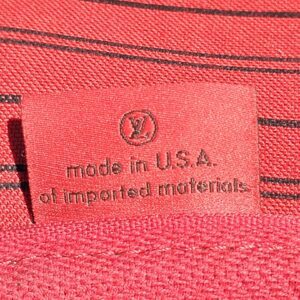 LV
made in U.S.A.
of imported materials